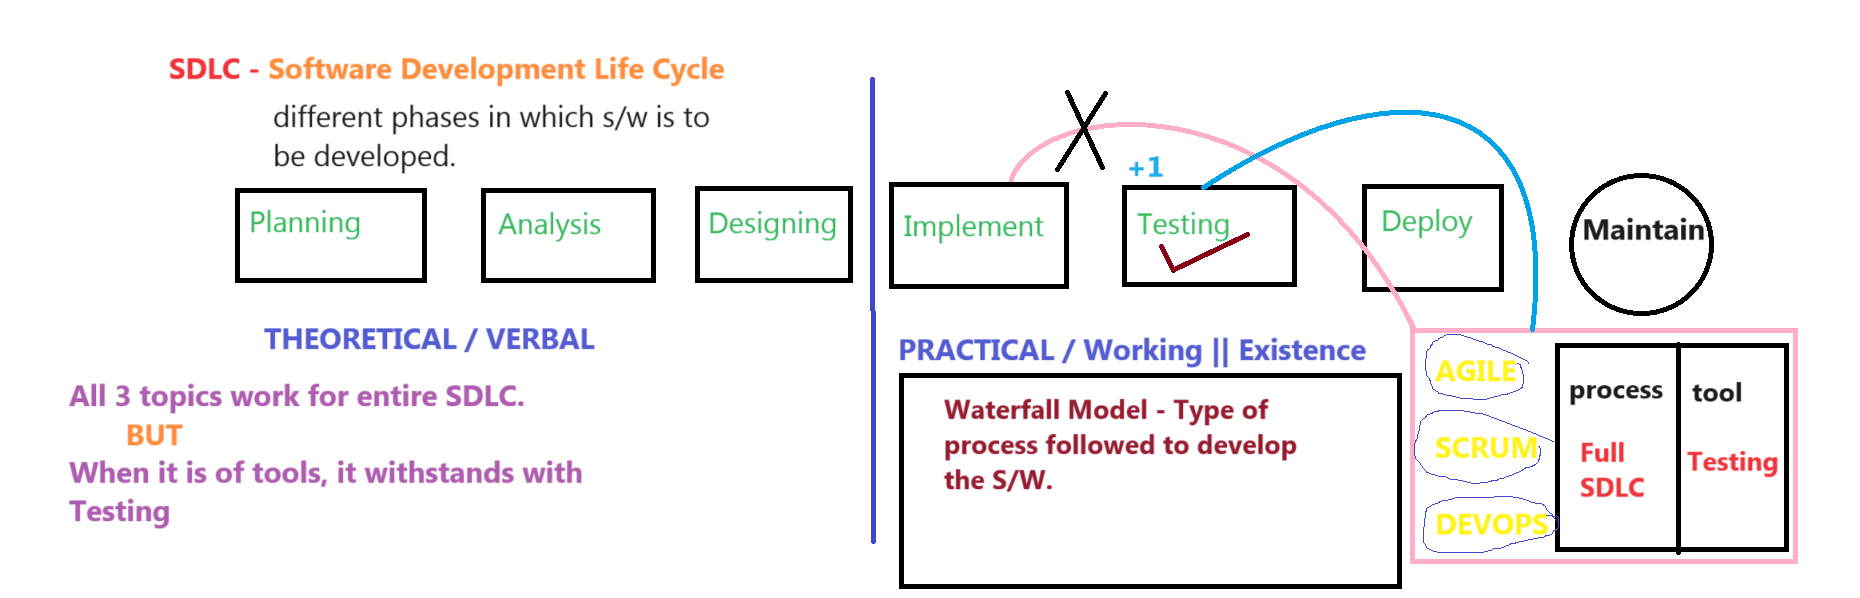 SDLC - Software Development Life Cycle
different phases in which s/w is to
be developed.
+1
Planning
Analysis
Designing
Implement
Testing
Deploy
Maintain
THEORETICAL / VERBAL
All 3 topics work for entire SDLC.
BUT
When it is of tools, it withstands with
Testing
PRACTICAL / Working || Existence
Waterfall Model - Type of
process followed to develop
the S/W.
AGILE
SCRUM
DEVOPS
process
Full
SDLC
tool
Testing